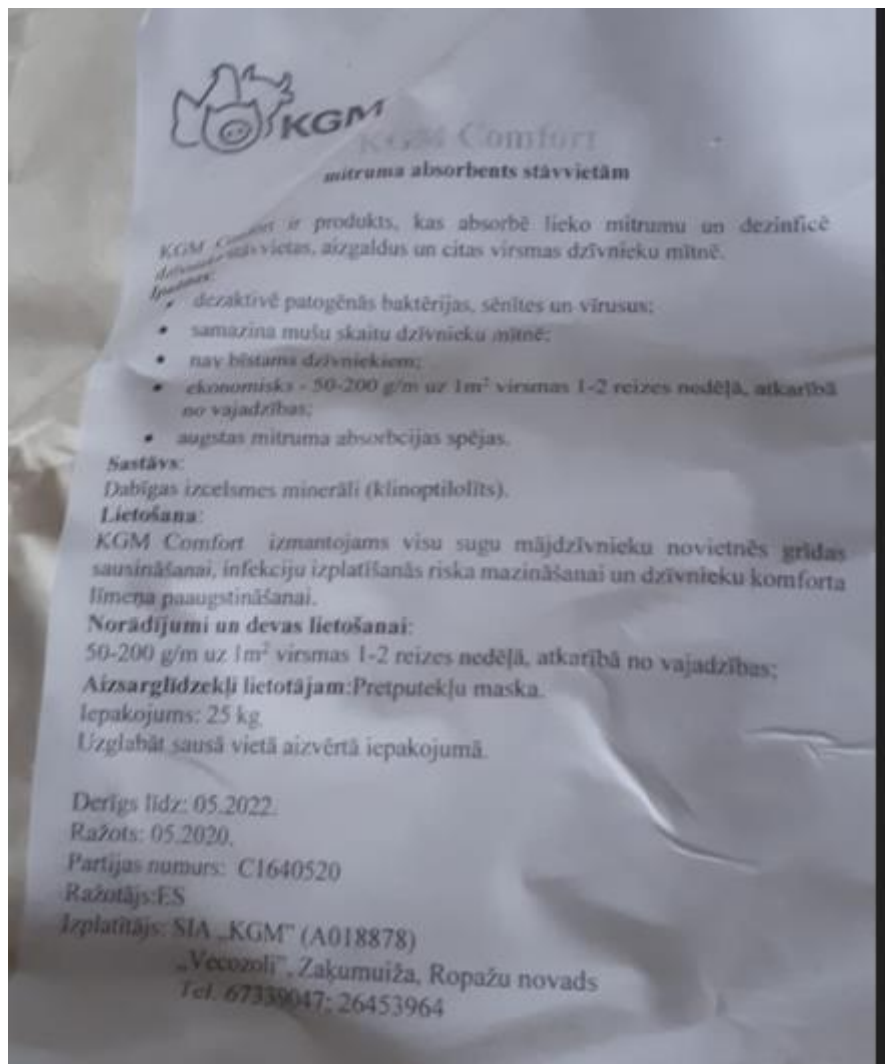 KGM
KGM Comfort
mitruma absorbents stāvvietām
KGM Comfort ir produkts, kas absorbē lieko mitrumu un dezinficē
dzīvnieku stāvvietas, aizgaldus un citas virsmas dzīvnieku mītnē.
Īpašības:
• dezaktivē patogēnās baktērijas, sēnītes un vīrusus;
• samazina mušu skaitu dzīvnieku mītnē;
• nav bīstams dzīvniekiem;
• ekonomisks - 50-200 g/m uz 1m² virsmas 1-2 reizes nedēļā, atkarībā
no vajadzības;
• augstas mitruma absorbcijas spējas.
Sastāvs:
Dabīgas izcelsmes minerāli (klinoptilolīts).
Lietošana:
KGM Comfort izmantojams visu sugu mājdzīvnieku novietnēs grīdas
sausināšanai, infekciju izplatīšanās riska mazināšanai un dzīvnieku komforta
līmeņa paaugstināšanai.
Norādījumi un devas lietošanai:
50-200 g/m uz 1m² virsmas 1-2 reizes nedēļā, atkarībā no vajadzības;
Aizsarglīdzekļi lietotājam:Pretputekļu maska.
Iepakojums: 25 kg
Uzglabāt sausā vietā aizvērtā iepakojumā.
Derīgs līdz: 05.2022.
Ražots: 05.2020.
Partijas numurs: C1640520
Ražotājs:ES
Izplatītājs: SIA „KGM” (A018878)
„Vecozoli”, Zaķumuiža, Ropažu novads
Tel. 67339047; 26453964